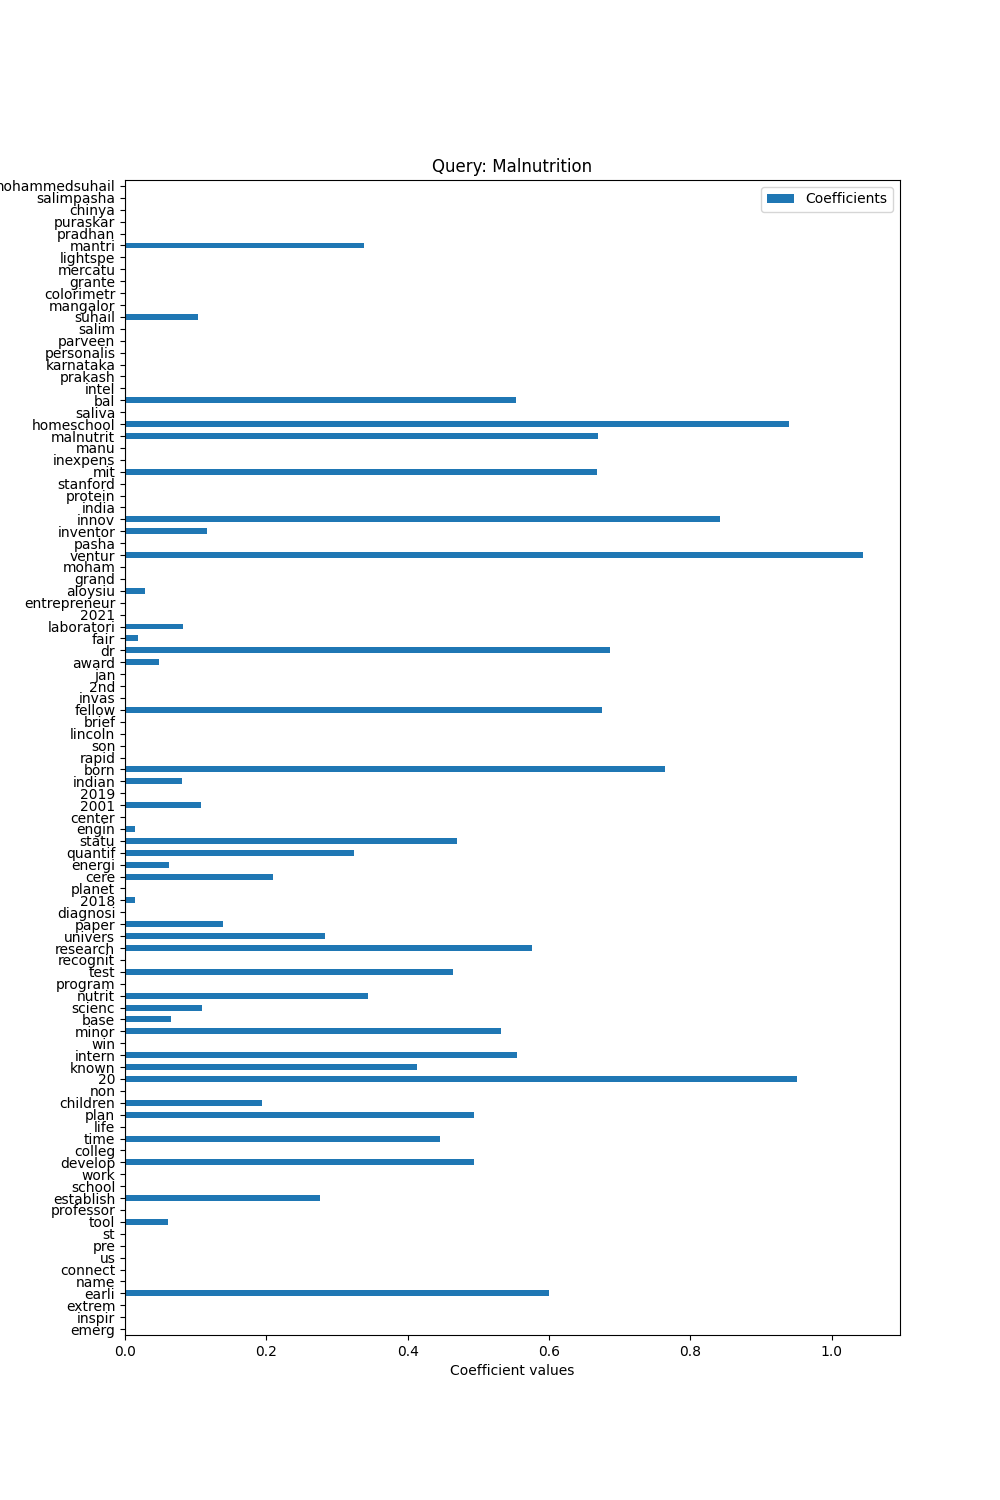 Query: Malnutrition
Coefficients
ohammedsuhail
salimpasha
chinya
puraskar
pradhan
mantri
lightspe
mercatu
grante
colorimetr
mangalor
suhail
salim
parveen
personalis
karnataka
prakash
intel
bal
saliva
homeschool
malnutrit
manu
inexpens
mit
stanford
protein
india
innov
inventor
pasha
ventur
moham
grand
aloysiu
entrepreneur
2021
laboratori
fair
dr
award
jan
2nd
invas
fellow
brief
lincoln
son
rapid
born
indian
2019
2001
center
engin
statu
quantif
energi
cere
planet
2018
diagnosi
paper
univers
research
recognit
test
program
nutrit
scienc
base
minor
win
intern
known
20
non
children
plan
life
time
colleg
develop
work
school
establish
professor
tool
st
pre
us
connect
name
earli
extrem
inspir
emerg
0.0 0.2 0.4 0.6 0.8 1.0
Coefficient values